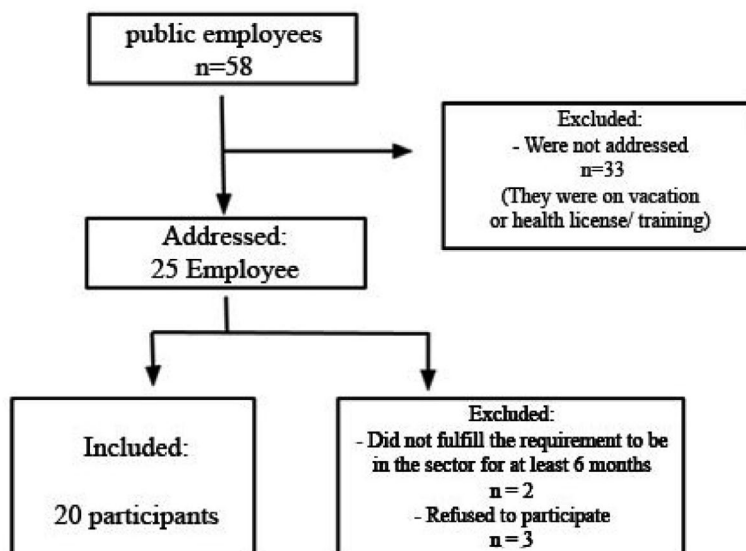 public employees
n=58
Excluded:
- Were not addressed
n=33
(They were on vacation
or health license/ training)
Addressed:
25 Employee
Included:
20 participants
Excluded:
- Did not fulfill the requirement to be
in the sector for at least 6 months
n = 2
- Refused to participate
n = 3